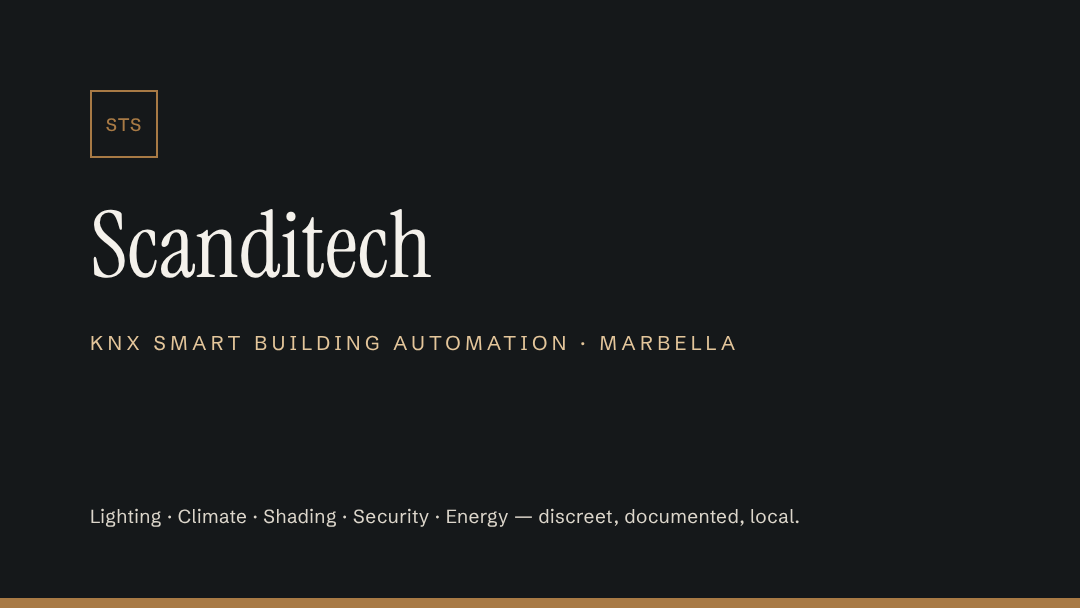 STS
Scanditech
KNX SMART BUILDING AUTOMATION · MARBELLA
Lighting · Climate · Shading · Security · Energy — discreet, documented, local.